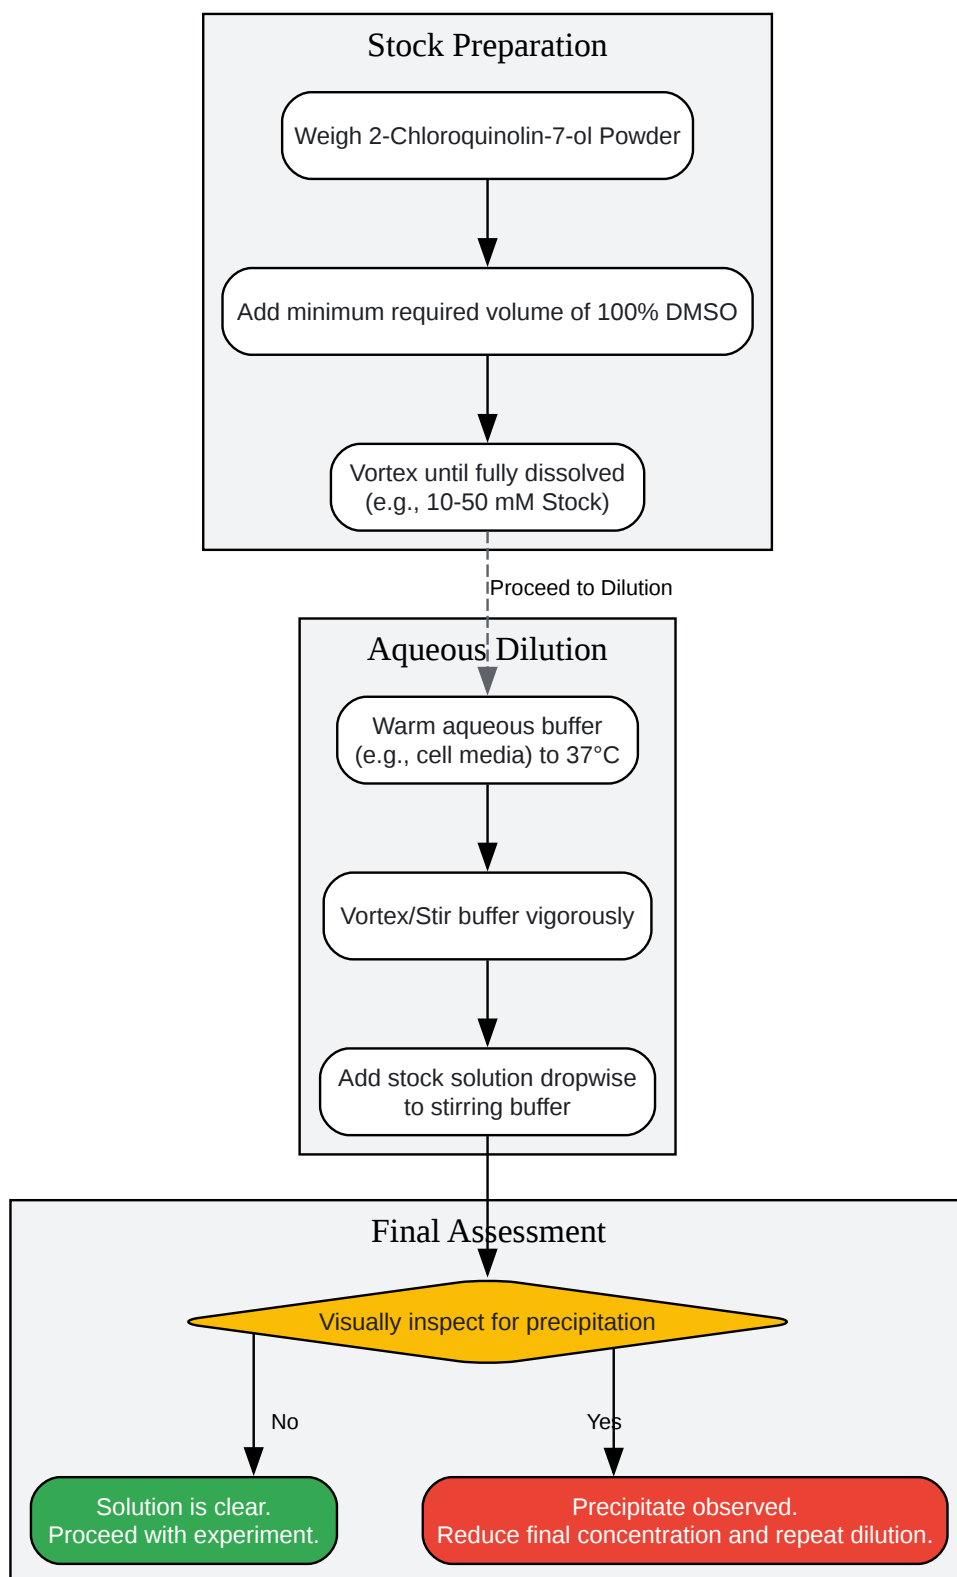 Stock Preparation
Weigh 2-Chloroquinolin-7-ol Powder
Add minimum required volume of 100% DMSO
Vortex until fully dissolved
(e.g., 10-50 mM Stock)
Proceed to Dilution
Aqueous Dilution
Warm aqueous buffer
(e.g., cell media) to 37°C
Vortex/Stir buffer vigorously
Add stock solution dropwise
to stirring buffer
Final Assessment
Visually inspect for precipitation
No
Yes
Solution is clear.
Proceed with experiment.
Precipitate observed.
Reduce final concentration and repeat dilution.